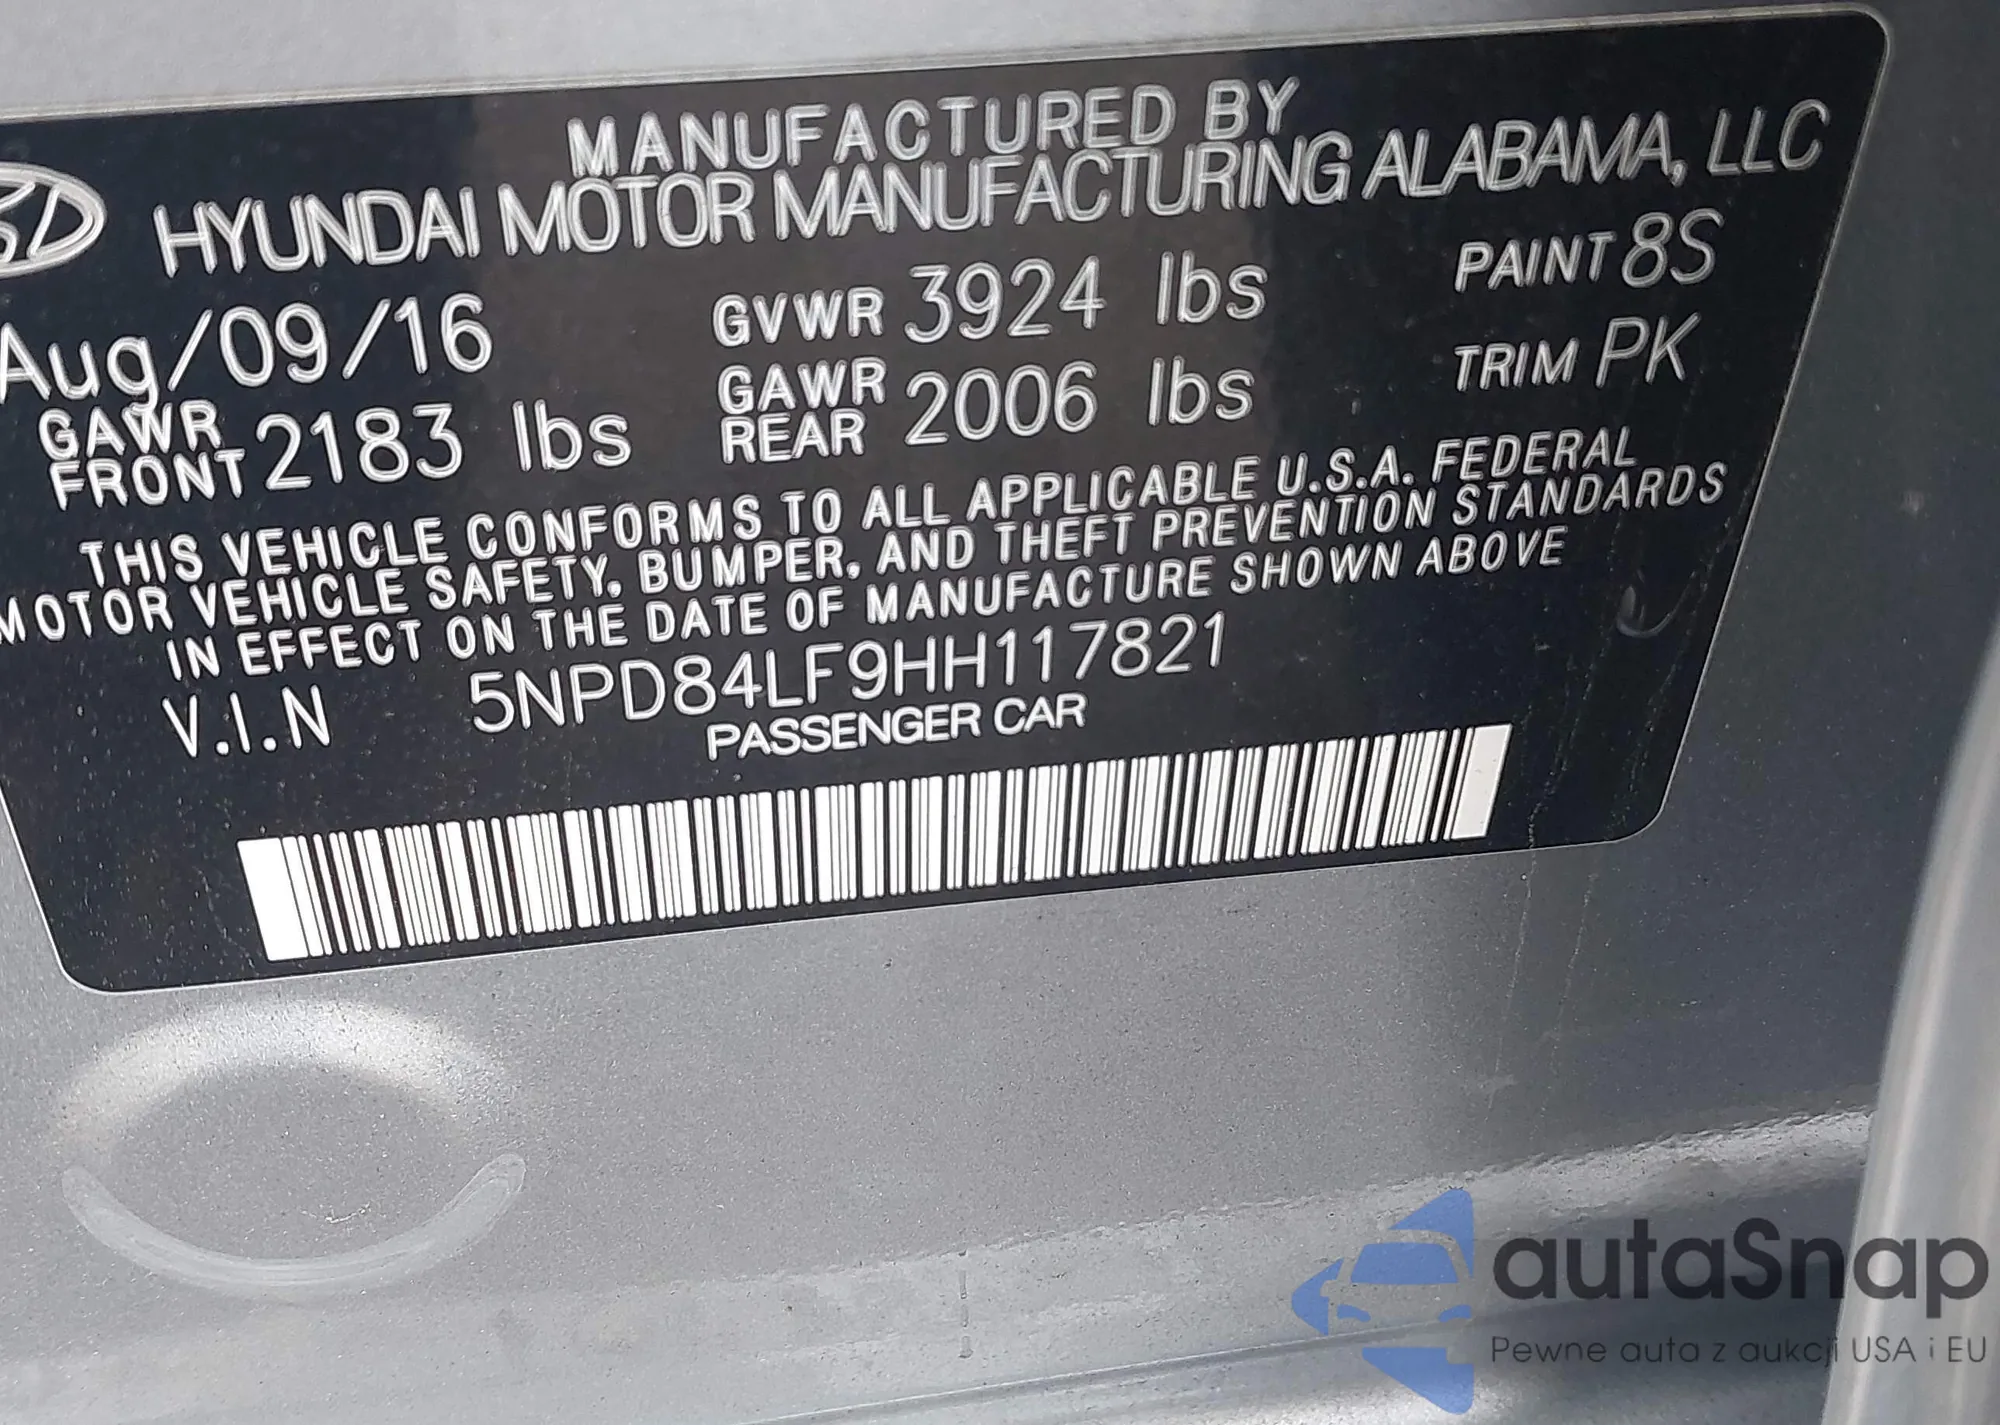 MANUFACTURED BY
HYUNDAI MOTOR MANUFACTURING ALABAMA, LLC
Aug/09/16 GVWR 3924 lbs PAINT 8S
GAWR FRONT 2183 lbs GAWR REAR 2006 lbs TRIM PK
THIS VEHICLE CONFORMS TO ALL APPLICABLE U.S.A. FEDERAL
MOTOR VEHICLE SAFETY, BUMPER, AND THEFT PREVENTION STANDARDS
IN EFFECT ON THE DATE OF MANUFACTURE SHOWN ABOVE
V.I.N 5NPD84LF9HH117821
PASSENGER CAR
autaSnap
Pewne auta z aukcji USA i EU